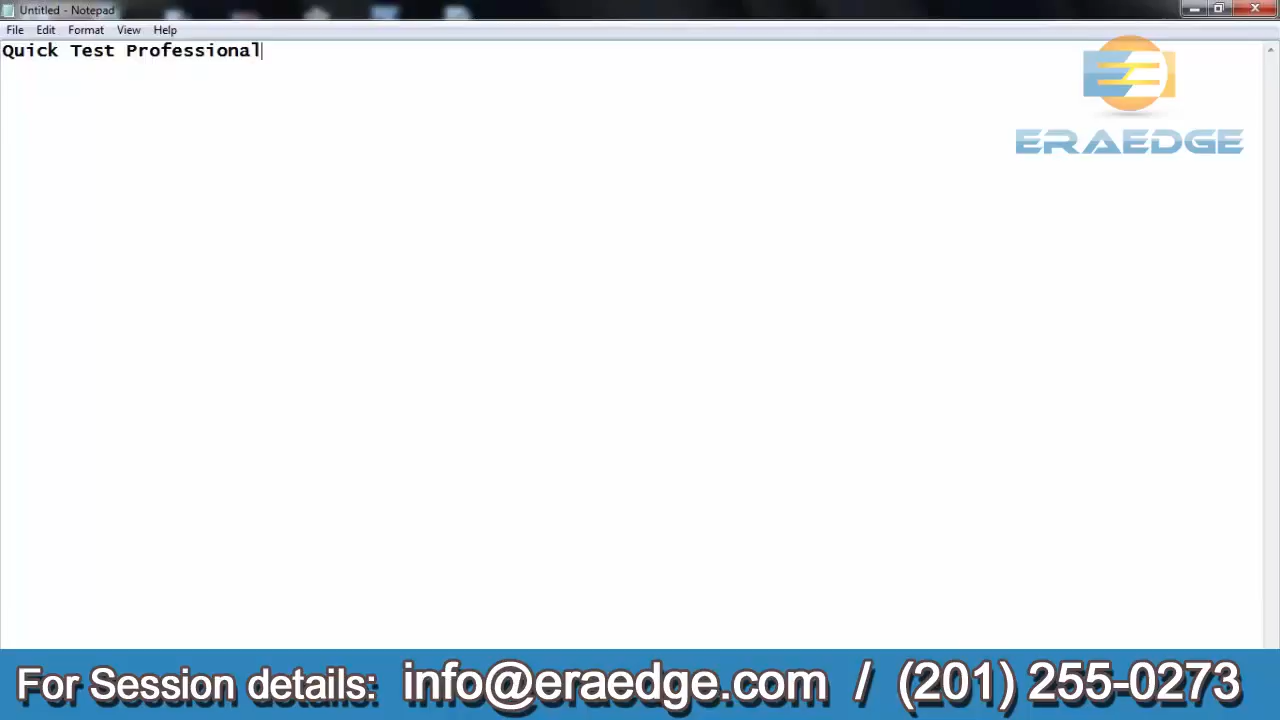 Untitled - Notepad
File Edit Format View Help
Quick Test Professional
ERAEDGE
For Session details: info@eraedge.com / (201) 255-0273